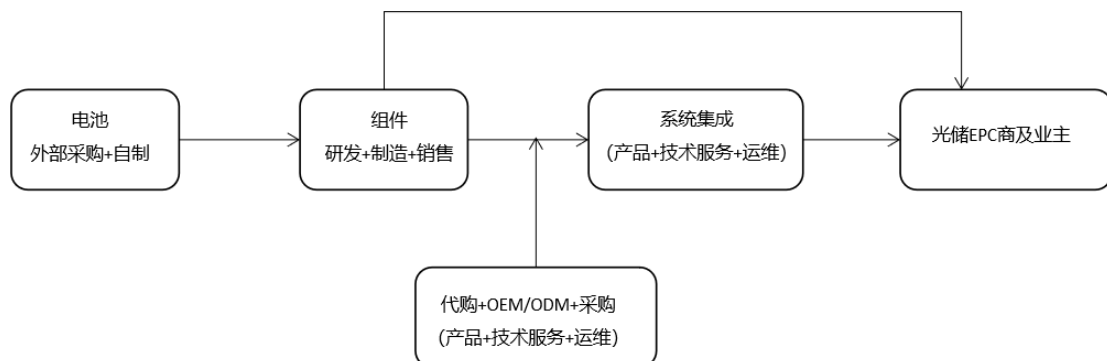 电池
外部采购+自制
组件
研发+制造+销售
系统集成
（产品+技术服务+运维）
光储EPC商及业主
代购+OEM/ODM+采购
（产品+技术服务+运维）